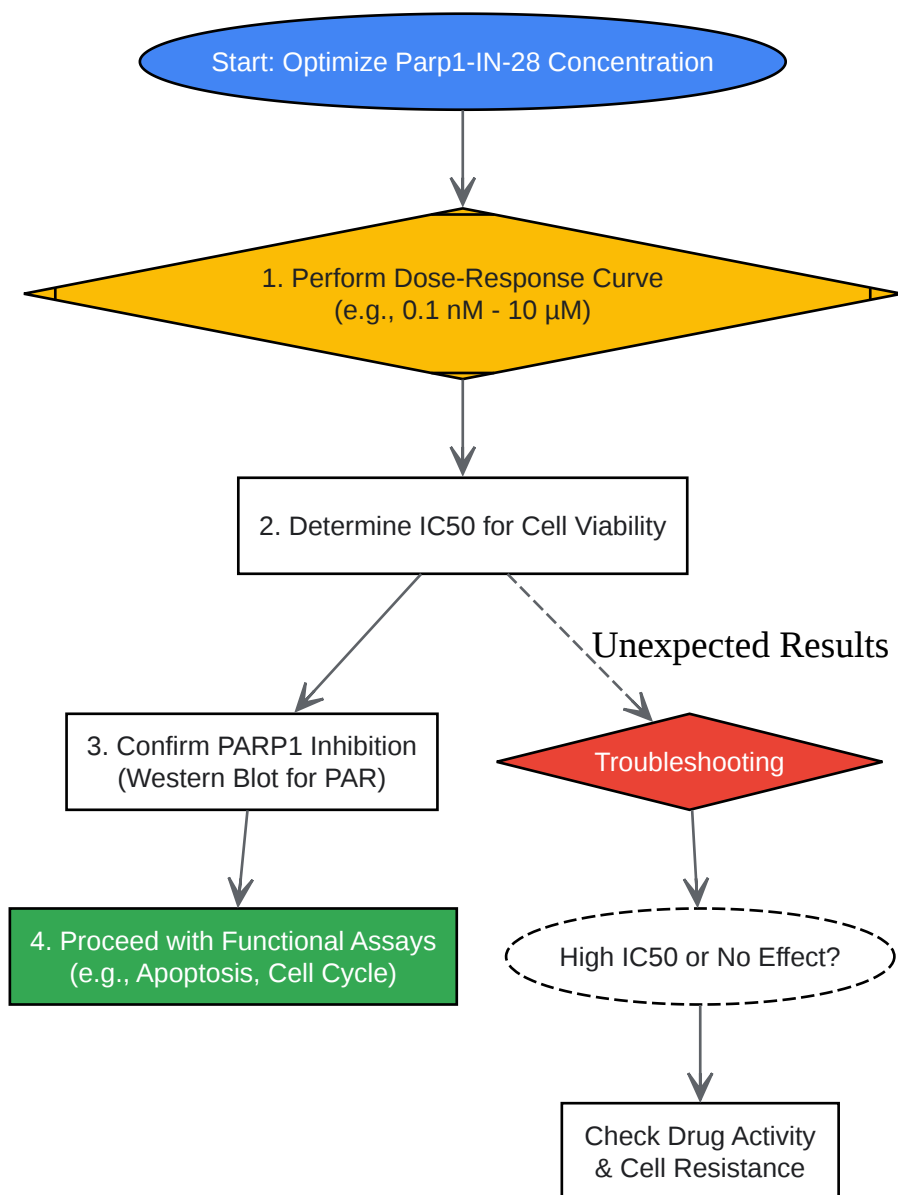 Start: Optimize Parp1-IN-28 Concentration
1. Perform Dose-Response Curve
(e.g., 0.1 nM - 10 µM)
2. Determine IC50 for Cell Viability
Unexpected Results
3. Confirm PARP1 Inhibition
(Western Blot for PAR)
Troubleshooting
4. Proceed with Functional Assays
(e.g., Apoptosis, Cell Cycle)
High IC50 or No Effect?
Check Drug Activity
& Cell Resistance